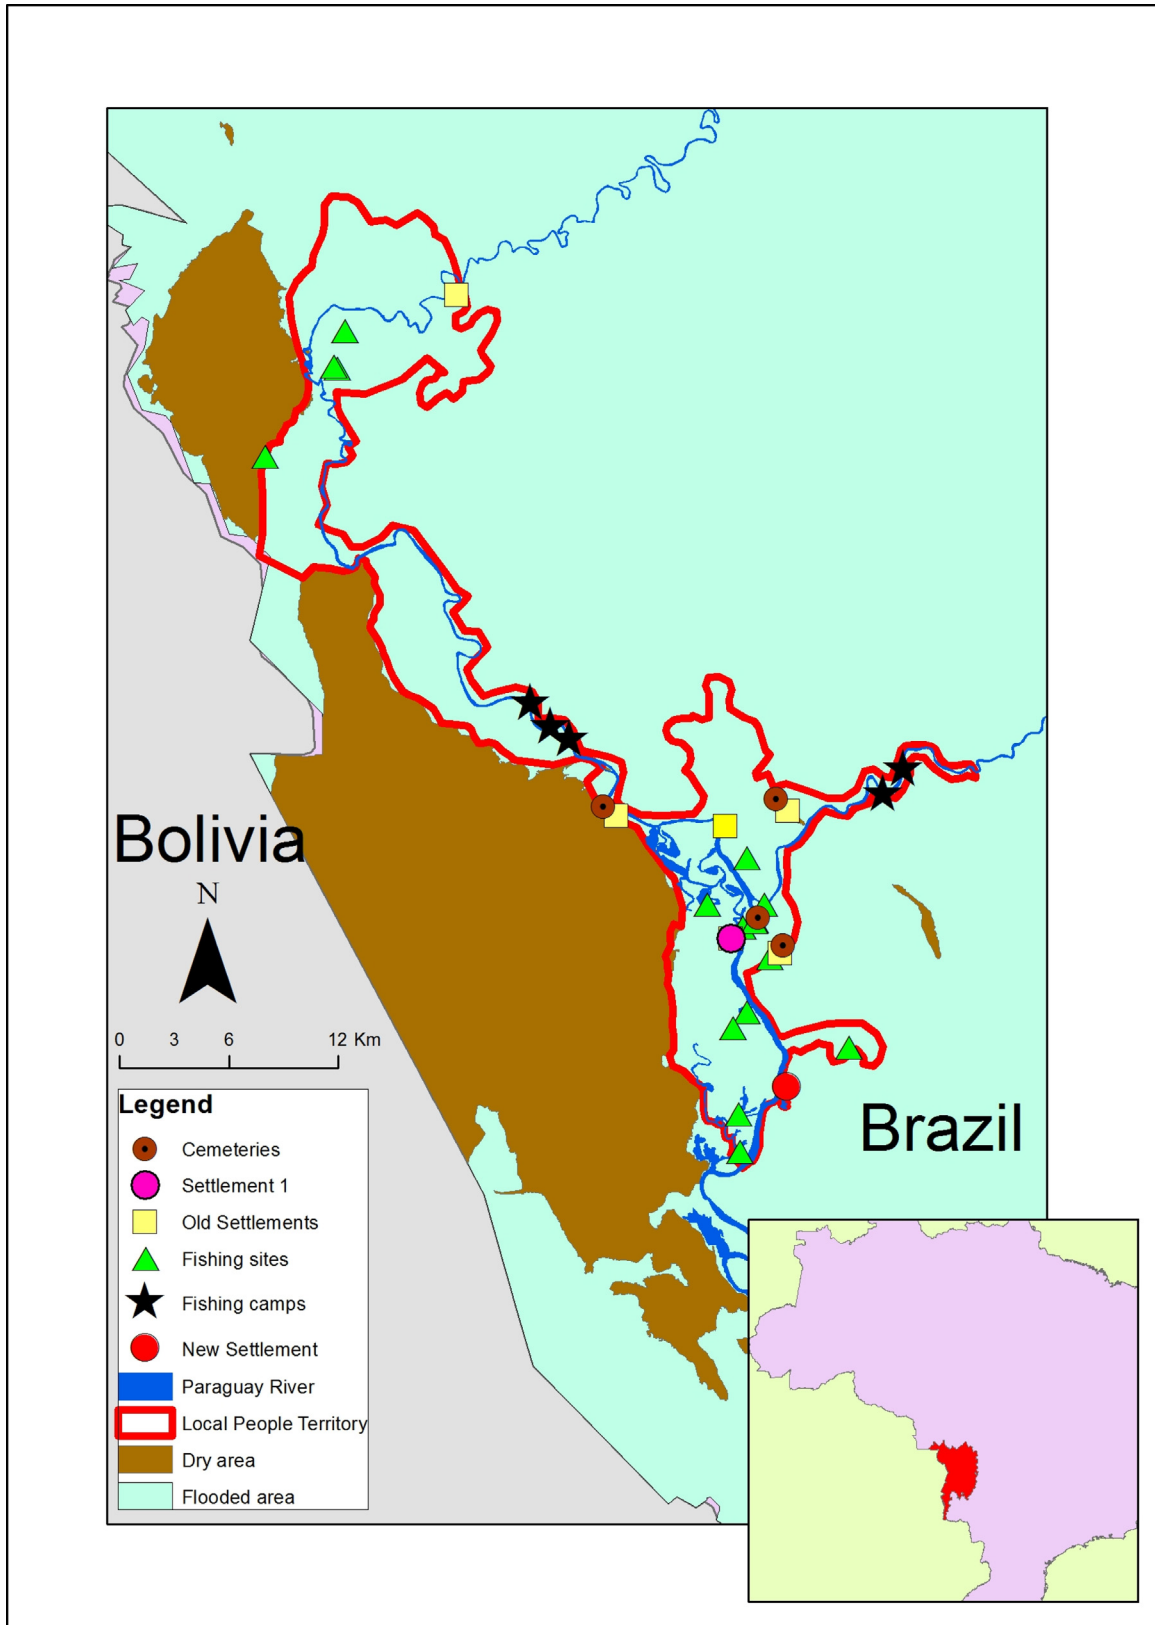 Bolivia
N
0 3 6 12 Km
Legend
Cemeteries
Settlement 1
Old Settlements
Fishing sites
Fishing camps
New Settlement
Paraguay River
Local People Territory
Dry area
Flooded area
Brazil